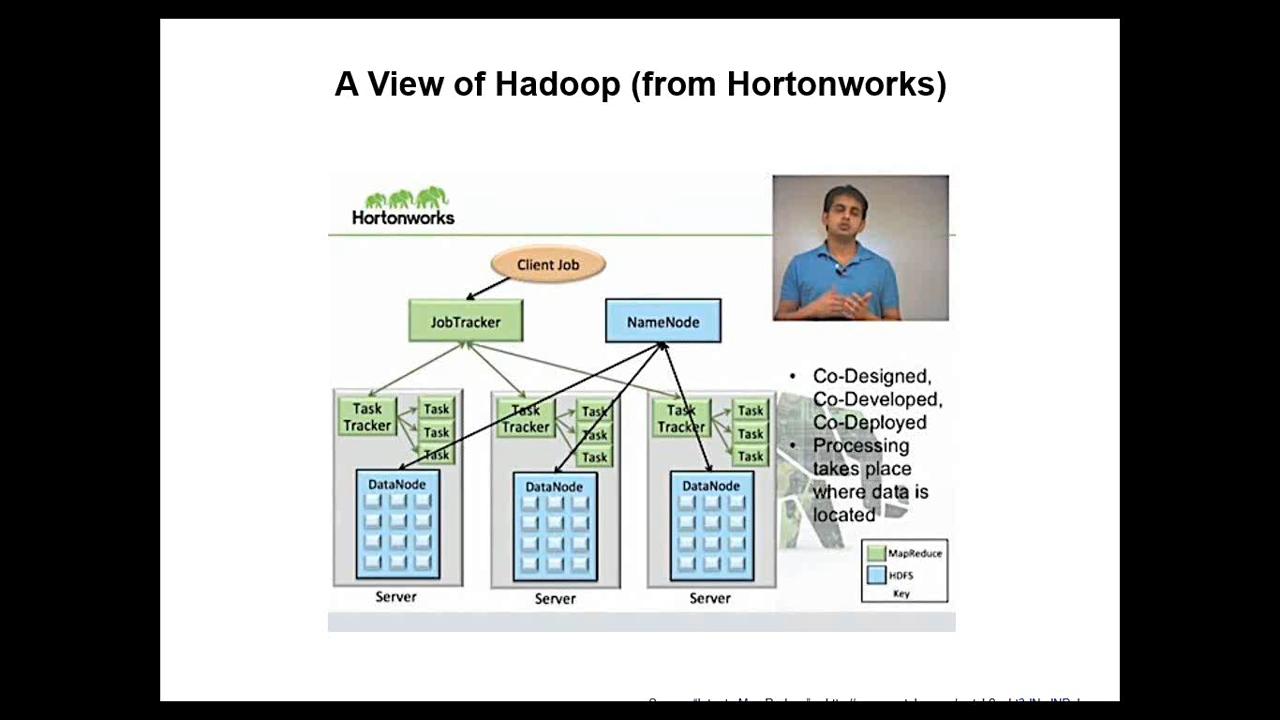 A View of Hadoop (from Hortonworks)
Hortonworks
Client Job
JobTracker
NameNode
Task
Tracker
Task
Task
Task
Task
Tracker
Task
Task
Task
Task
Tracker
Task
Task
Task
DataNode
DataNode
DataNode
Server
Server
Server
• Co-Designed,
Co-Developed,
Co-Deployed
• Processing
takes place
where data is
located
MapReduce
HDFS
Key